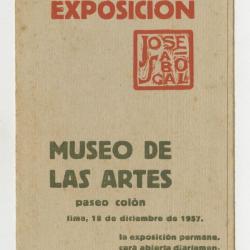 EXPOSICION
JOSE
SABO
GAL
MUSEO DE
LAS ARTES
paseo colòn
lima, 18 de diciembre de 1957.
la exposición permane.
cerá abierta diariamen.